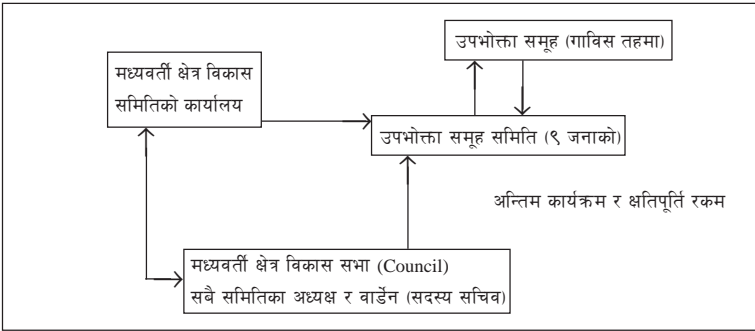 उपभोक्ता समूह (गाविस तहमा)
मध्यवर्ती क्षेत्र विकास
समितिको कार्यालय
उपभोक्ता समूह समिति (९ जनाको)
अन्तिम कार्यक्रम र क्षतिपूर्ति रकम
मध्यवर्ती क्षेत्र विकास सभा (Council)
सबै समितिका अध्यक्ष र वार्डेन (सदस्य सचिव)